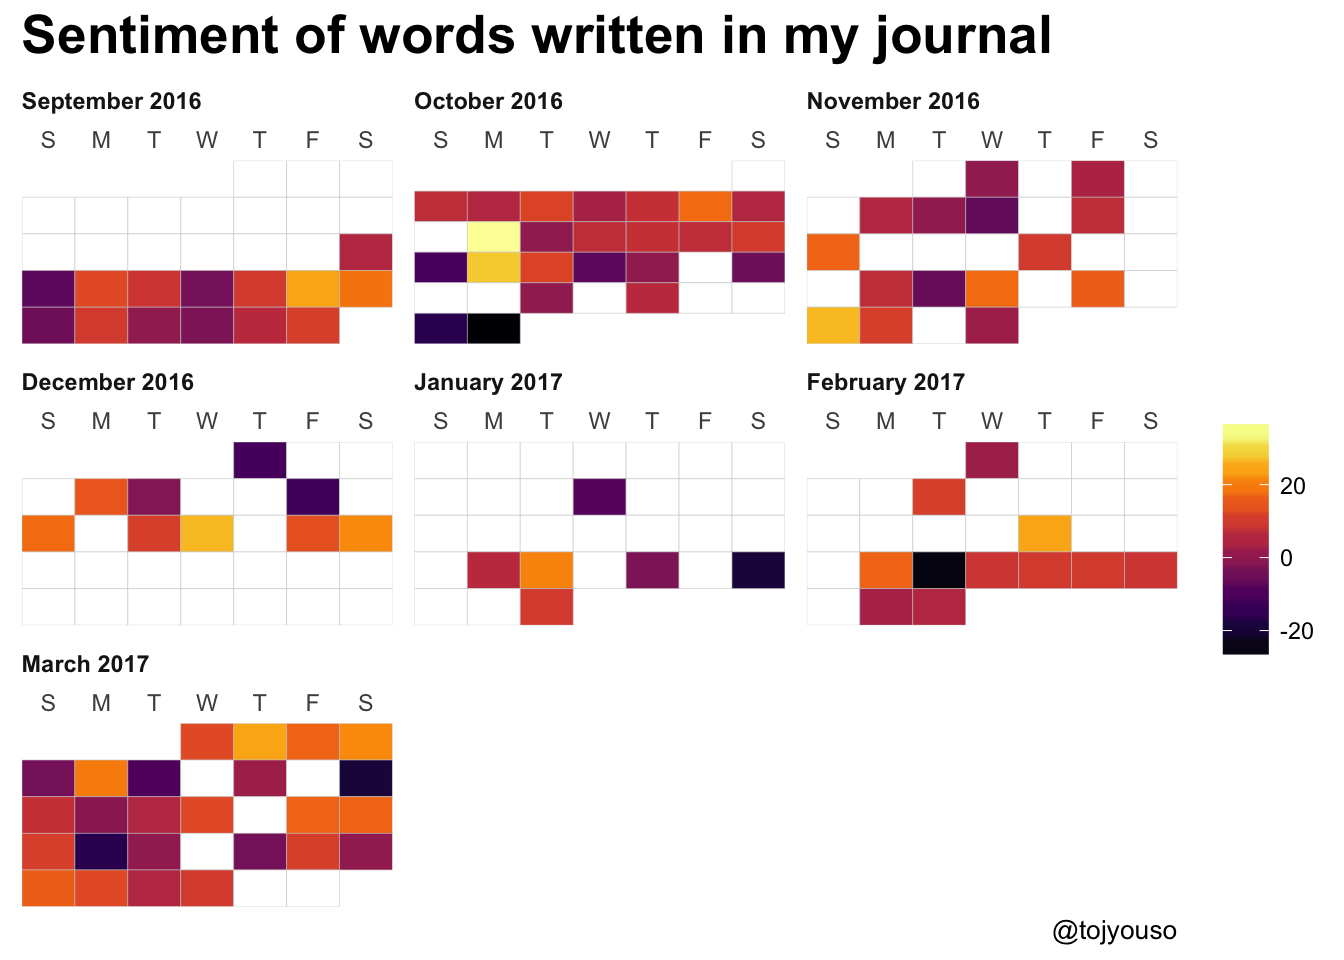 Sentiment of words written in my journal
September 2016 October 2016 November 2016
S M T W T F S S M T W T F S S M T W T F S
December 2016 January 2017 February 2017
S M T W T F S S M T W T F S S M T W T F S
20
0
-20
March 2017
S M T W T F S
@tojyouso